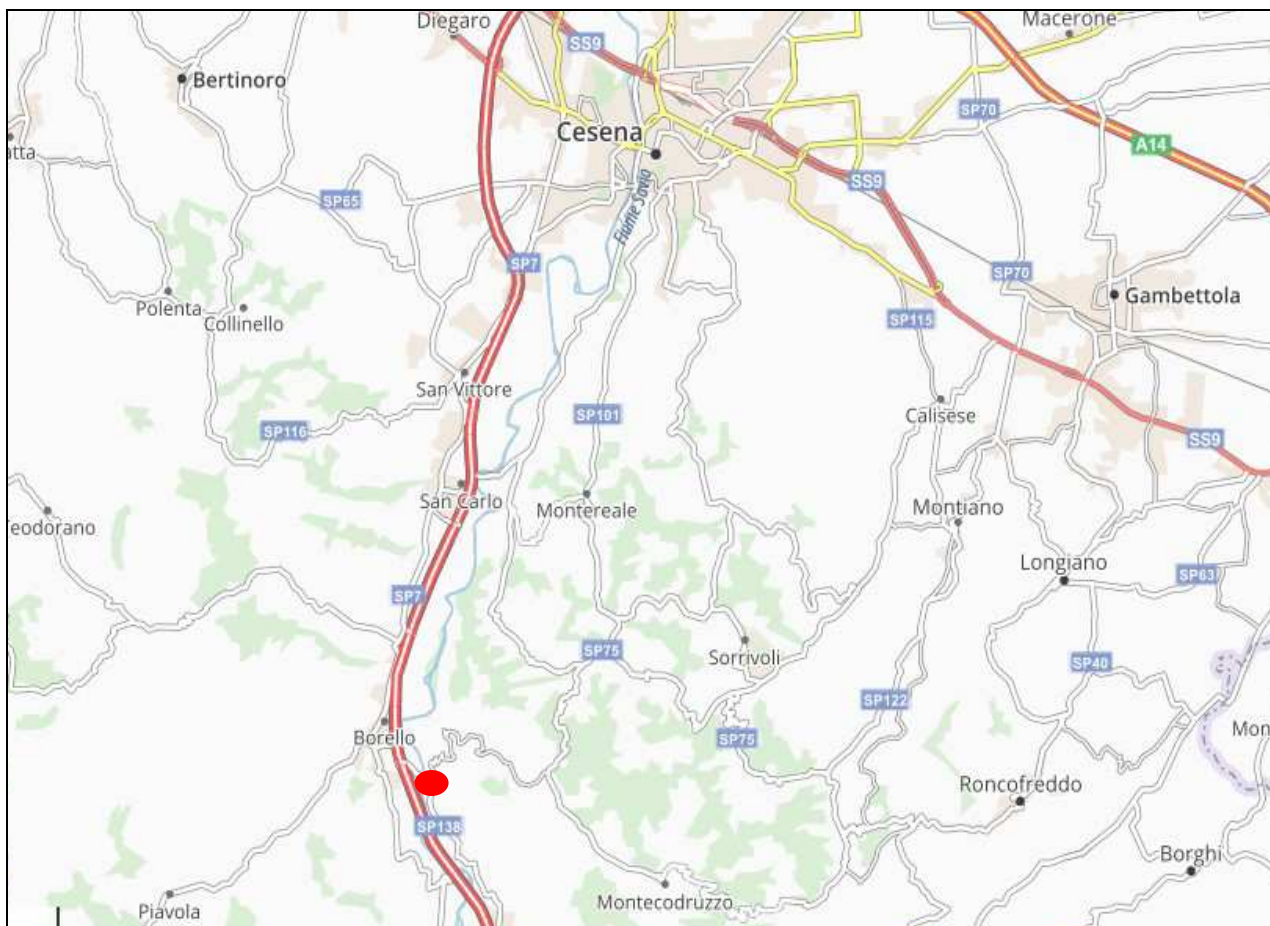 Diegaro
Macerone
SS9
Bertinoro
SP70
Cesena
A14
atta
SS9
SP65
Fiume Savio
SP7
SP70
Gambettola
Polenta
Collinello
SP115
San Vittore
Calisese
SP101
SP116
SS9
San Carlo
Montereale
Montiano
eodorano
Longiano
SP63
SP7
SP75
Sorrivoli
SP40
SP122
Borello
SP75
Mon
Roncofreddo
SP138
Borghi
Piavola
Montecodruzzo